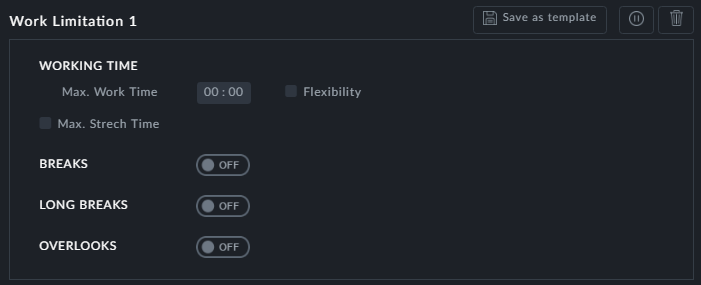 Work Limitation 1
Save as template
WORKING TIME
Max. Work Time
00 : 00
Flexibility
Max. Strech Time
BREAKS
OFF
LONG BREAKS
OFF
OVERLOOKS
OFF